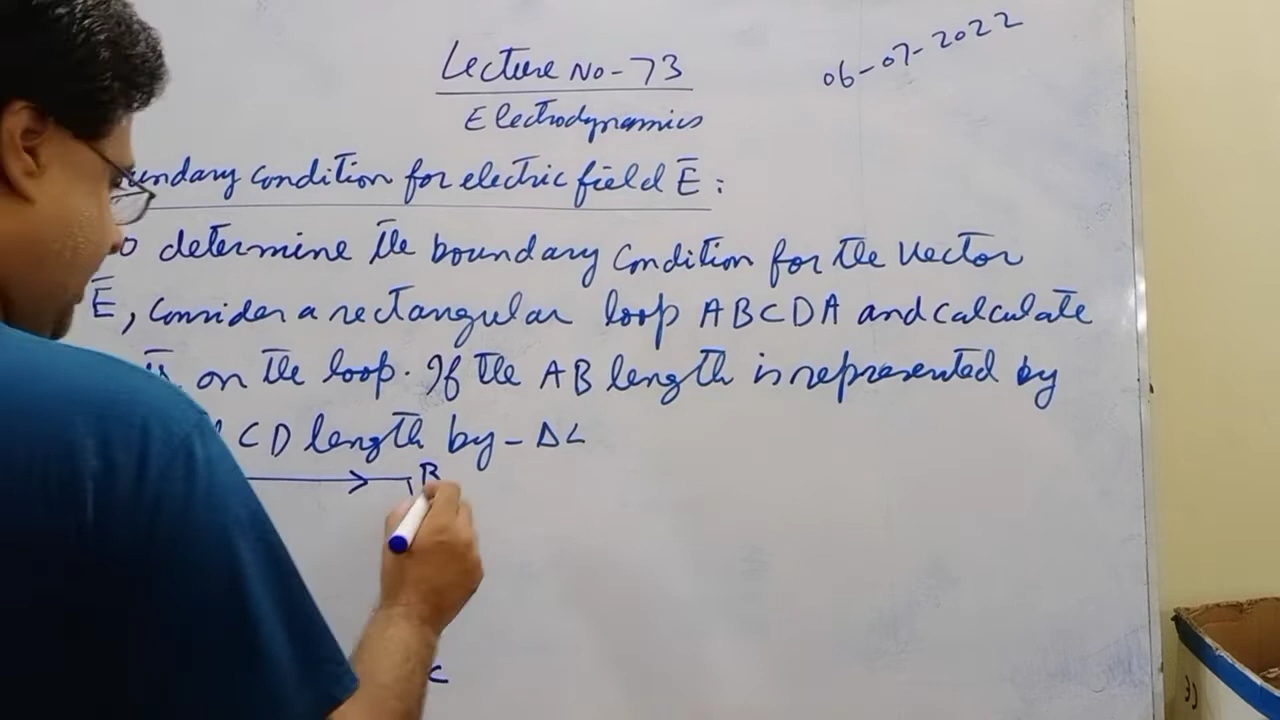 Lecture No-73
06-07-2022
Electrodynamics
undary condition for electric field E̅ :
o determine the boundary condition for the vector
E̅, consider a rectangular loop ABCDA and calculate
on the loop. If the AB length is represented by
CD length by - ΔL
B
C